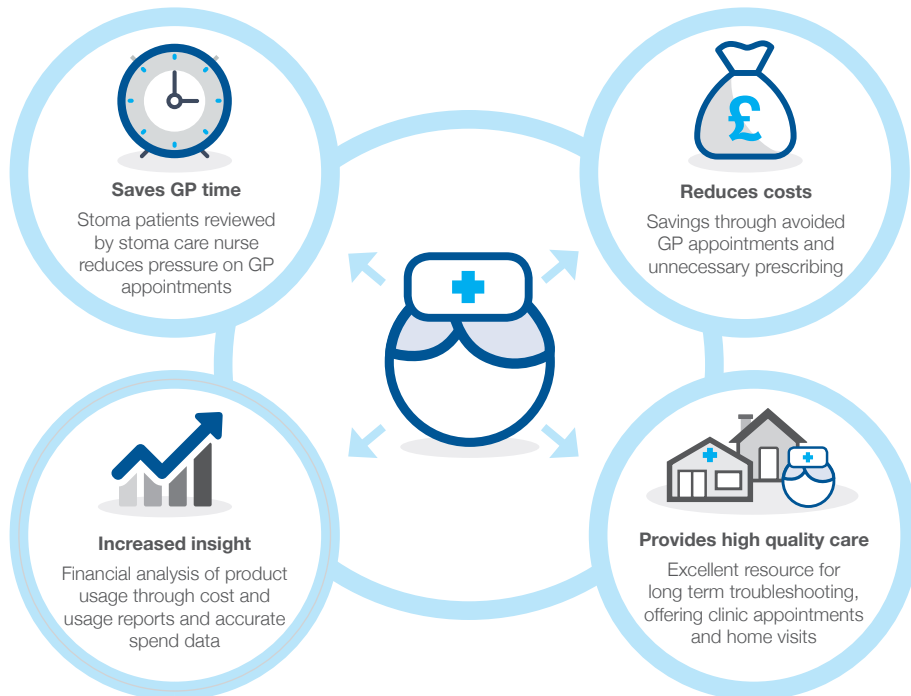 Saves GP time
Stoma patients reviewed
by stoma care nurse
reduces pressure on GP
appointments
£
Reduces costs
Savings through avoided
GP appointments and
unnecessary prescribing
Increased insight
Financial analysis of product
usage through cost and
usage reports and accurate
spend data
Provides high quality care
Excellent resource for
long term troubleshooting,
offering clinic appointments
and home visits